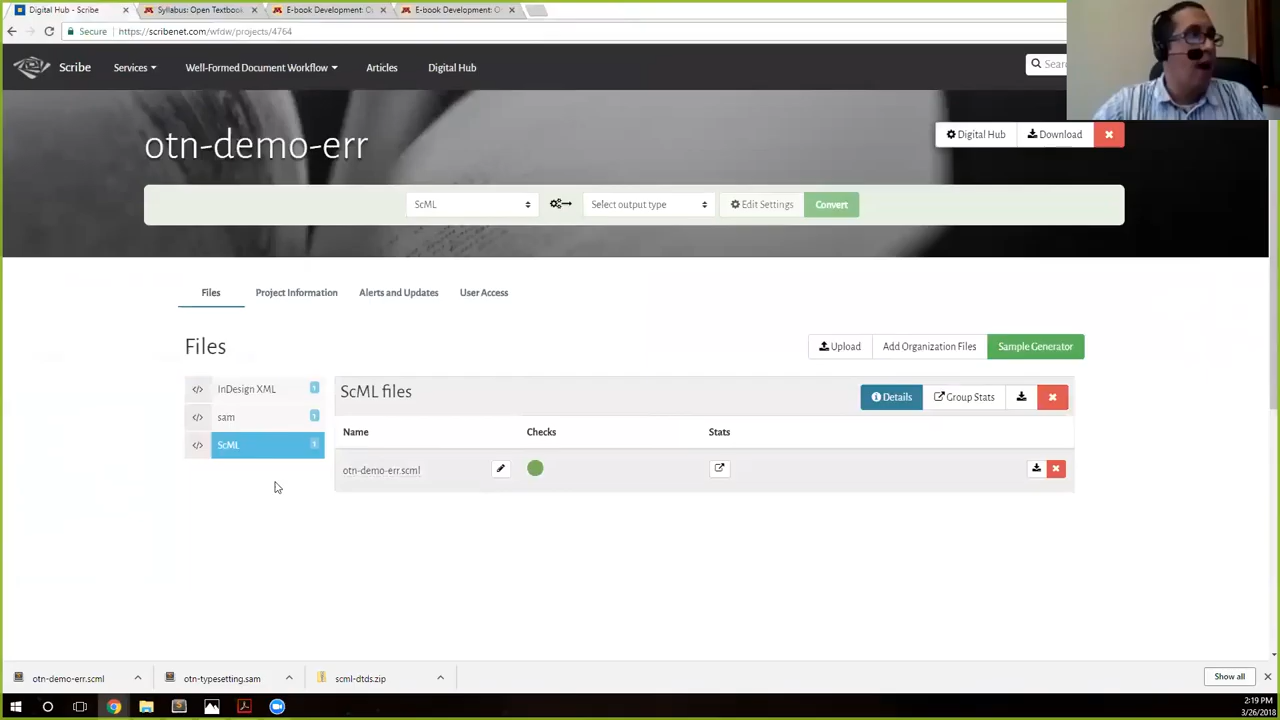 Digital Hub - Scribe
Syllabus: Open Textbook
E-book Development: O
E-book Development: O
Secure
https://scribenet.com/wfdw/projects/4764
Scribe
Services
Well-Formed Document Workflow
Articles
Digital Hub
Sear
otn-demo-err
Digital Hub
Download
ScML
Select output type
Edit Settings
Convert
Files
Project Information
Alerts and Updates
User Access
Files
Upload
Add Organization Files
Sample Generator
InDesign XML
1
sam
1
ScML
1
ScML files
Details
Group Stats
Name
Checks
Stats
otn-demo-err.scml
otn-demo-err.scml
otn-typesetting.sam
scml-dtds.zip
Show all
2:19 PM
3/26/2018